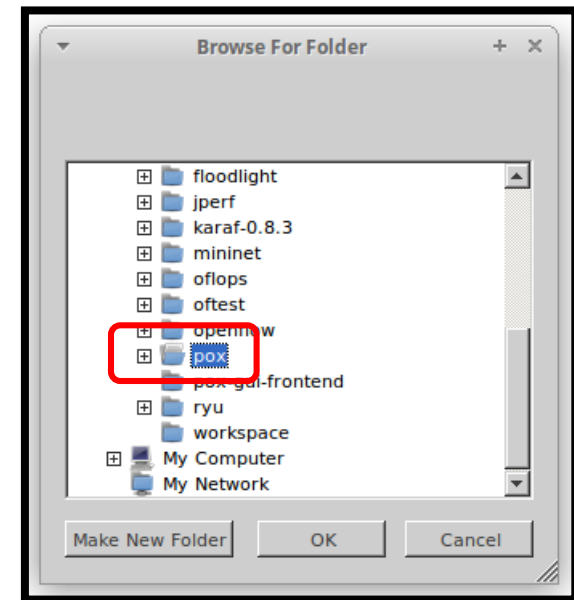 Browse For Folder
floodlight
jperf
karaf-0.8.3
mininet
oflops
oftest
openflow
pox
pox-gui-frontend
ryu
workspace
My Computer
My Network
Make New Folder OK Cancel